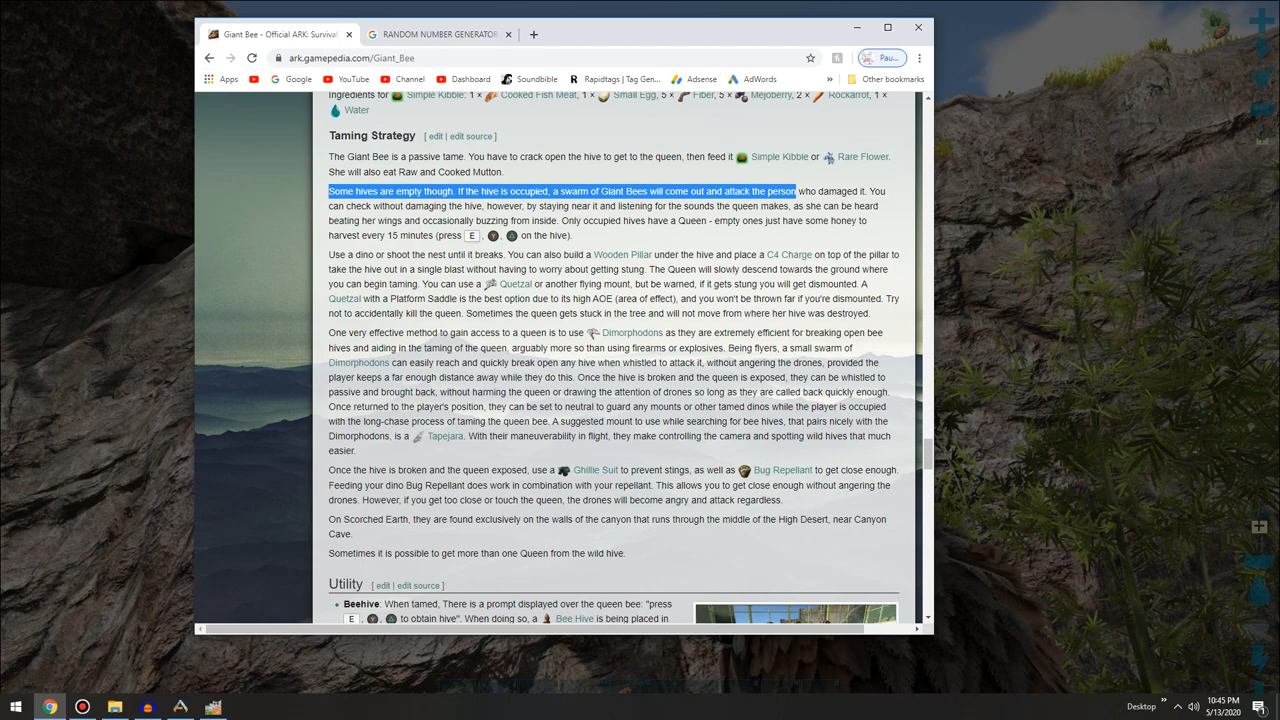 Giant Bee - Official ARK: Survival
RANDOM NUMBER GENERATOR
ark.gamepedia.com/Giant_Bee
Pau...
Apps
Google
YouTube
Channel
Dashboard
Soundbible
Rapidtags | Tag Gen...
Adsense
AdWords
»
Other bookmarks
Ingredients for Simple Kibble: 1 × Cooked Fish Meat, 1 × Small Egg, 5 × Fiber, 5 × Mejoberry, 2 × Rockarrot, 1 ×
Water
Taming Strategy [ edit | edit source ]
The Giant Bee is a passive tame. You have to crack open the hive to get to the queen, then feed it Simple Kibble or Rare Flower.
She will also eat Raw and Cooked Mutton.
Some hives are empty though. If the hive is occupied, a swarm of Giant Bees will come out and attack the person who damaged it. You
can check without damaging the hive, however, by staying near it and listening for the sounds the queen makes, as she can be heard
beating her wings and occasionally buzzing from inside. Only occupied hives have a Queen - empty ones just have some honey to
harvest every 15 minutes (press E, Y, on the hive).
Use a dino or shoot the nest until it breaks. You can also build a Wooden Pillar under the hive and place a C4 Charge on top of the pillar to
take the hive out in a single blast without having to worry about getting stung. The Queen will slowly descend towards the ground where
you can begin taming. You can use a Quetzal or another flying mount, but be warned, if it gets stung you will get dismounted. A
Quetzal with a Platform Saddle is the best option due to its high AOE (area of effect), and you won't be thrown far if you're dismounted. Try
not to accidentally kill the queen. Sometimes the queen gets stuck in the tree and will not move from where her hive was destroyed.
One very effective method to gain access to a queen is to use Dimorphodons as they are extremely efficient for breaking open bee
hives and aiding in the taming of the queen, arguably more so than using firearms or explosives. Being flyers, a small swarm of
Dimorphodons can easily reach and quickly break open any hive when whistled to attack it, without angering the drones, provided the
player keeps a far enough distance away while they do this. Once the hive is broken and the queen is exposed, they can be whistled to
passive and brought back, without harming the queen or drawing the attention of drones so long as they are called back quickly enough.
Once returned to the player's position, they can be set to neutral to guard any mounts or other tamed dinos while the player is occupied
with the long-chase process of taming the queen bee. A suggested mount to use while searching for bee hives, that pairs nicely with the
Dimorphodons, is a Tapejara. With their maneuverability in flight, they make controlling the camera and spotting wild hives that much
easier.
Once the hive is broken and the queen exposed, use a Ghillie Suit to prevent stings, as well as Bug Repellant to get close enough.
Feeding your dino Bug Repellant does work in combination with your repellant. This allows you to get close enough without angering the
drones. However, if you get too close or touch the queen, the drones will become angry and attack regardless.
On Scorched Earth, they are found exclusively on the walls of the canyon that runs through the middle of the High Desert, near Canyon
Cave.
Sometimes it is possible to get more than one Queen from the wild hive.
Utility [ edit | edit source ]
Beehive: When tamed, There is a prompt displayed over the queen bee: "press
E, Y, to obtain hive". When doing so, a Bee Hive is being placed in
Desktop
»
10:45 PM
5/13/2020
1